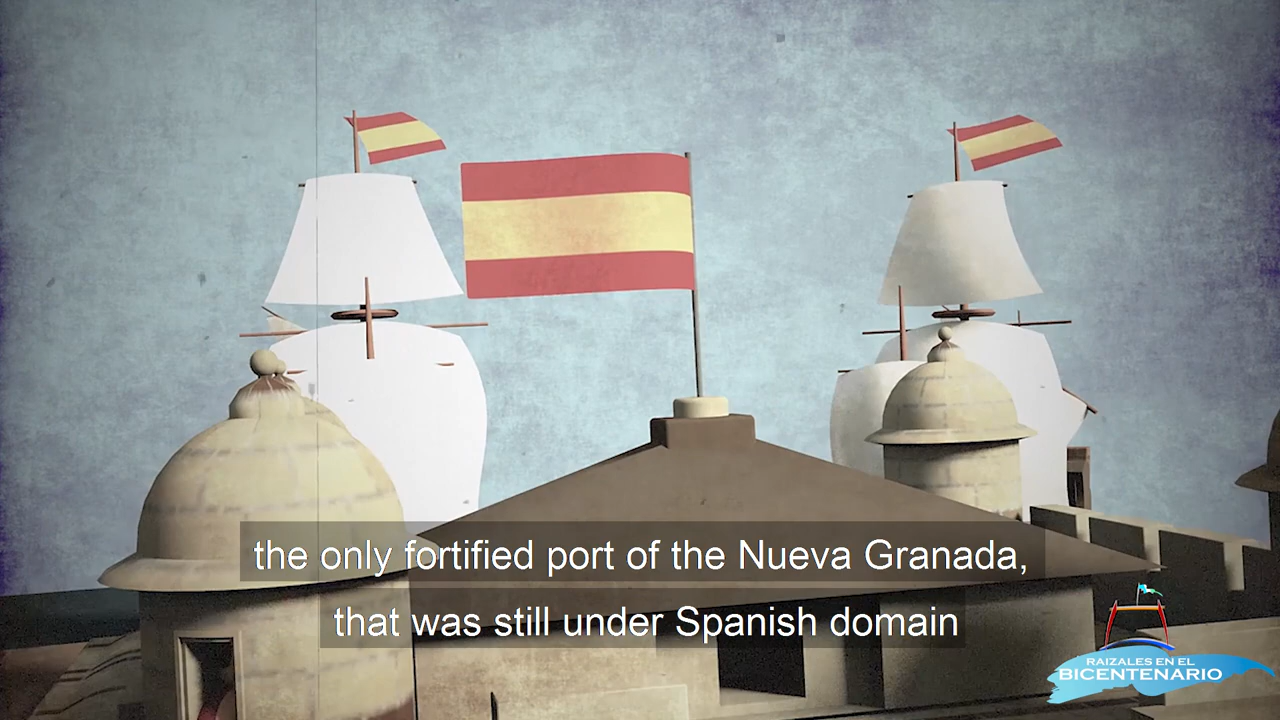 the only fortified port of the Nueva Granada,
that was still under Spanish domain
RAIZALES EN EL
BICENTENARIO